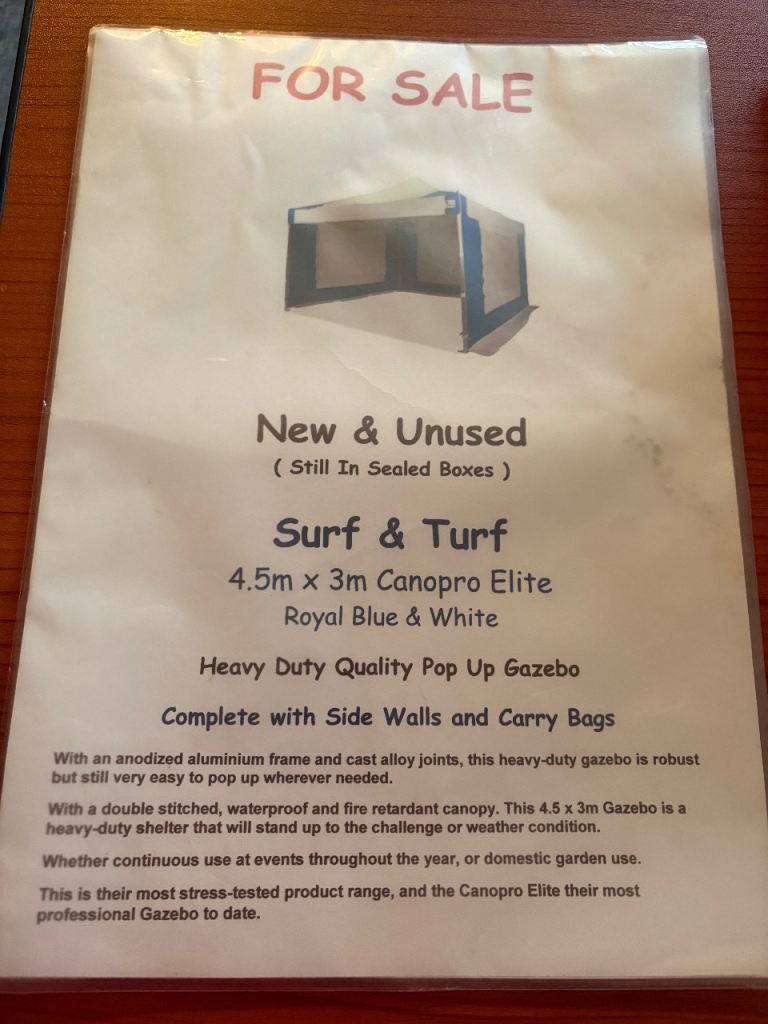 FOR SALE
New & Unused
( Still In Sealed Boxes )
Surf & Turf
4.5m x 3m Canopro Elite
Royal Blue & White
Heavy Duty Quality Pop Up Gazebo
Complete with Side Walls and Carry Bags
With an anodized aluminium frame and cast alloy joints, this heavy-duty gazebo is robust
but still very easy to pop up wherever needed.
With a double stitched, waterproof and fire retardant canopy. This 4.5 x 3m Gazebo is a
heavy-duty shelter that will stand up to the challenge or weather condition.
Whether continuous use at events throughout the year, or domestic garden use.
This is their most stress-tested product range, and the Canopro Elite their most
professional Gazebo to date.